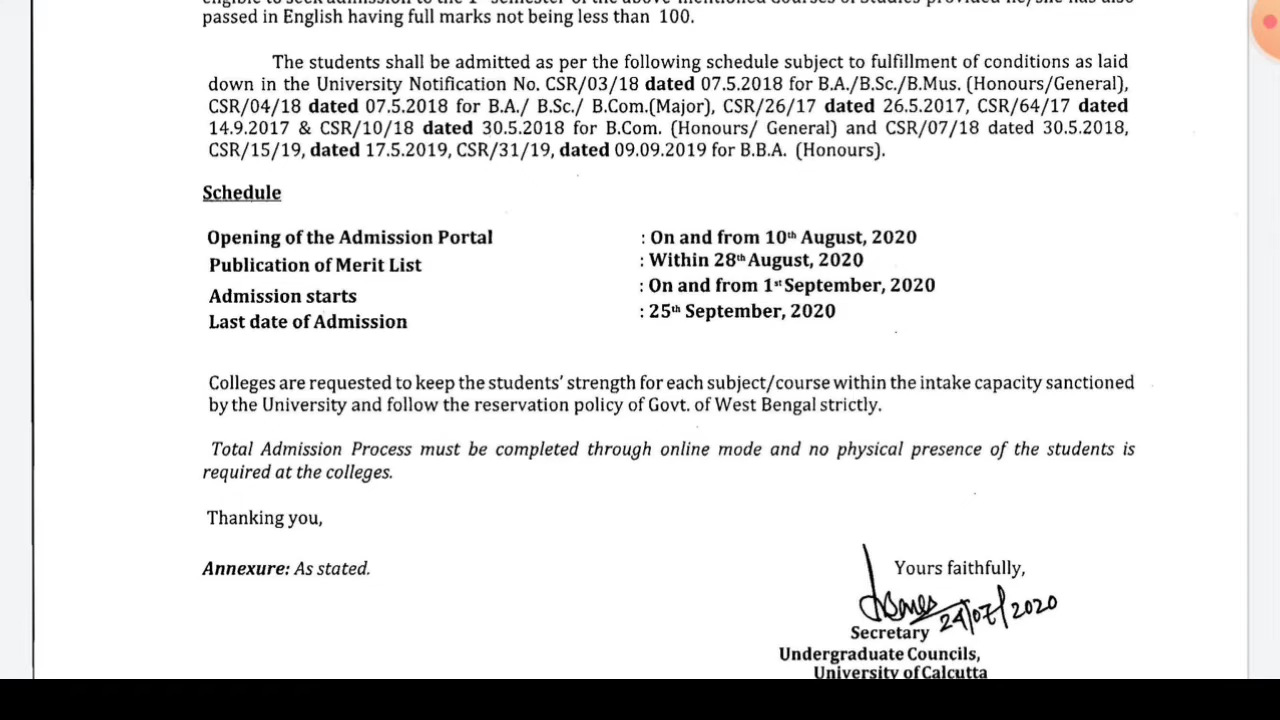 passed in English having full marks not being less than 100.
The students shall be admitted as per the following schedule subject to fulfillment of conditions as laid
down in the University Notification No. CSR/03/18 dated 07.5.2018 for B.A./B.Sc./B.Mus. (Honours/General),
CSR/04/18 dated 07.5.2018 for B.A./ B.Sc./ B.Com.(Major), CSR/26/17 dated 26.5.2017, CSR/64/17 dated
14.9.2017 & CSR/10/18 dated 30.5.2018 for B.Com. (Honours/ General) and CSR/07/18 dated 30.5.2018,
CSR/15/19, dated 17.5.2019, CSR/31/19, dated 09.09.2019 for B.B.A. (Honours).
Schedule
Opening of the Admission Portal : On and from 10th August, 2020
Publication of Merit List : Within 28th August, 2020
Admission starts : On and from 1st September, 2020
Last date of Admission : 25th September, 2020
Colleges are requested to keep the students' strength for each subject/course within the intake capacity sanctioned
by the University and follow the reservation policy of Govt. of West Bengal strictly.
Total Admission Process must be completed through online mode and no physical presence of the students is
required at the colleges.
Thanking you,
Annexure: As stated.
Yours faithfully,
24/07/2020
Secretary
Undergraduate Councils,
University of Calcutta